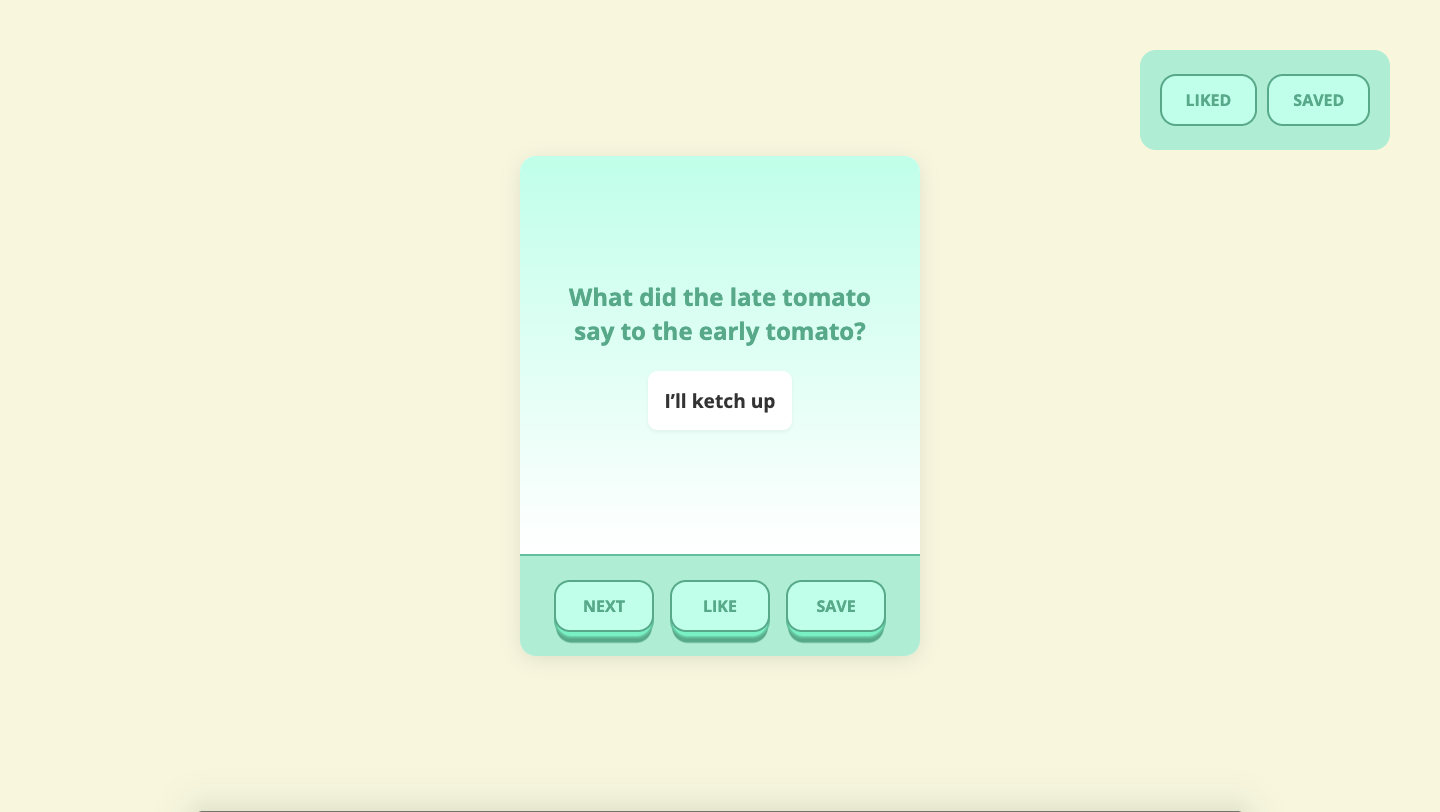 LIKED
SAVED
What did the late tomato
say to the early tomato?
I’ll ketch up
NEXT
LIKE
SAVE